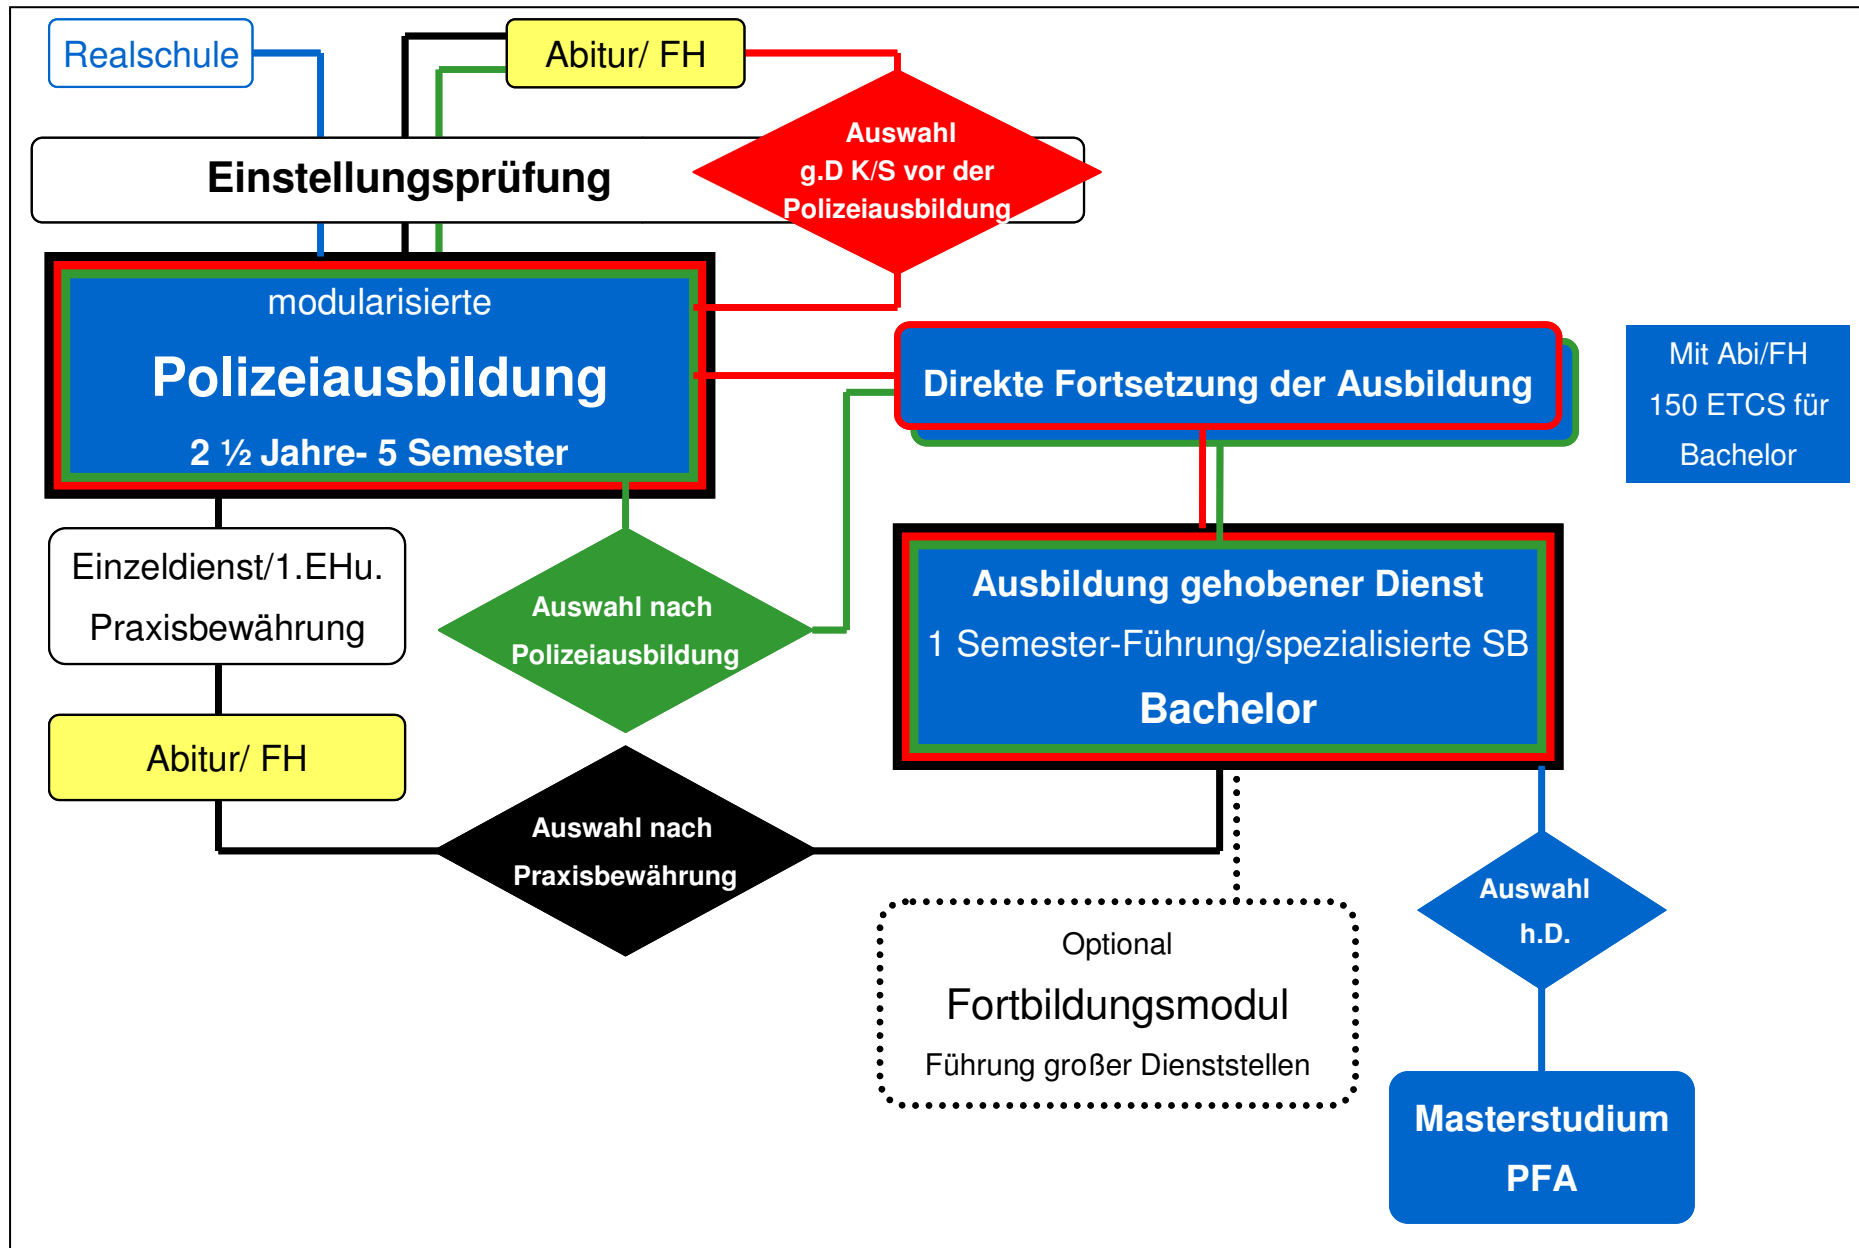 Realschule
Abitur/ FH
Auswahl
g.D K/S vor der
Polizeiausbildung
Einstellungsprüfung
modularisierte
Polizeiausbildung
2 ½ Jahre- 5 Semester
Direkte Fortsetzung der Ausbildung
Mit Abi/FH
150 ETCS für
Bachelor
Einzeldienst/1.EHu.
Praxisbewährung
Auswahl nach
Polizeiausbildung
Ausbildung gehobener Dienst
1 Semester-Führung/spezialisierte SB
Bachelor
Abitur/ FH
Auswahl nach
Praxisbewährung
Auswahl
h.D.
Optional
Fortbildungsmodul
Führung großer Dienststellen
Masterstudium
PFA